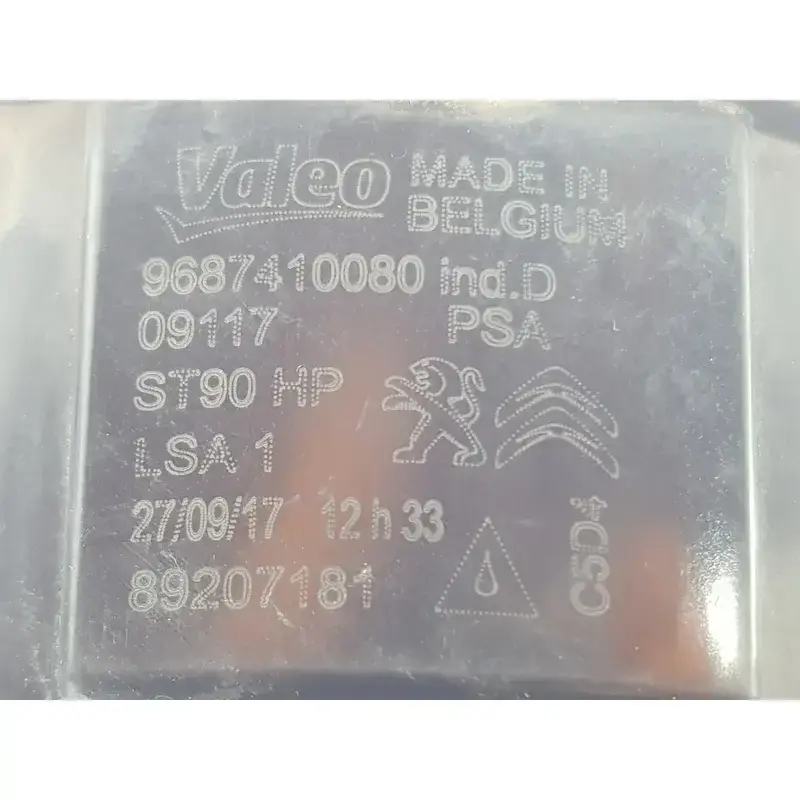 Valeo MADE IN
BELGIUM
9687410080 ind.D
09117 PSA
ST90 HP
LSA 1
27/09/17 12 h 33
89207181
C5D4